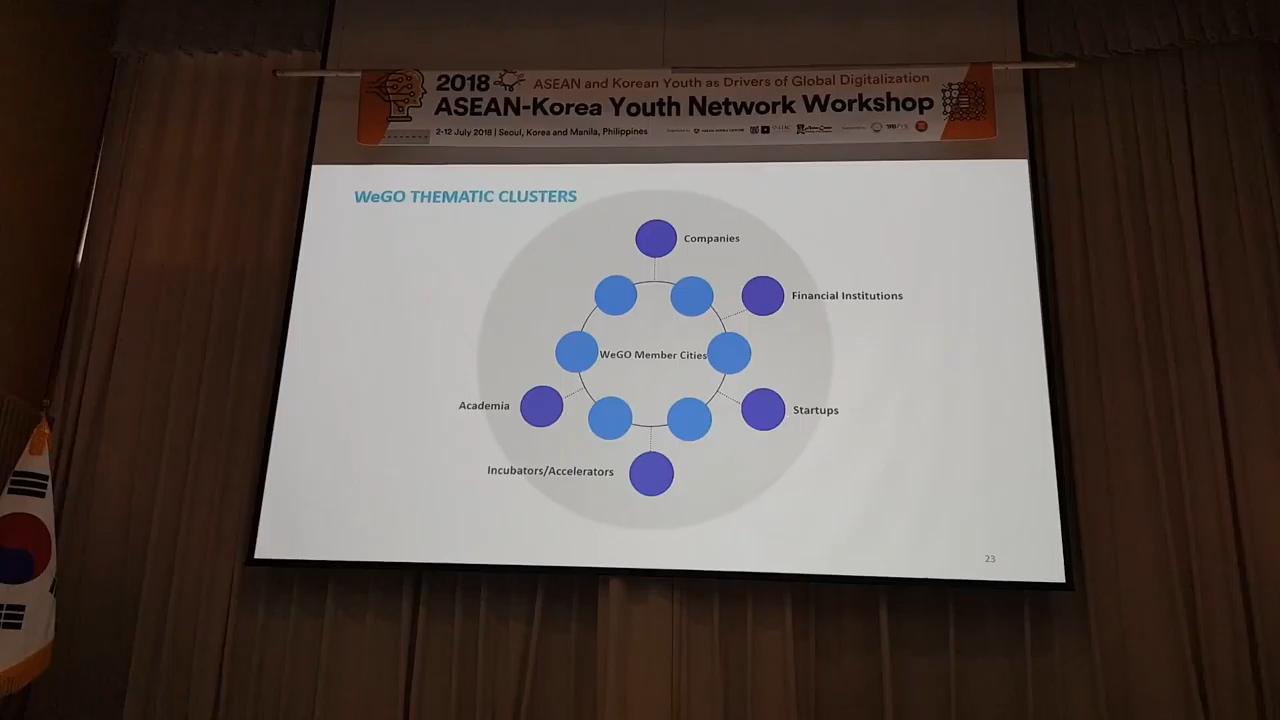 2018
ASEAN and Korean Youth as Drivers of Global Digitalization
ASEAN-Korea Youth Network Workshop
2-12 July 2018 | Seoul, Korea and Manila, Philippines
WeGO THEMATIC CLUSTERS
Companies
Financial Institutions
WeGO Member Cities
Academia
Startups
Incubators/Accelerators
23